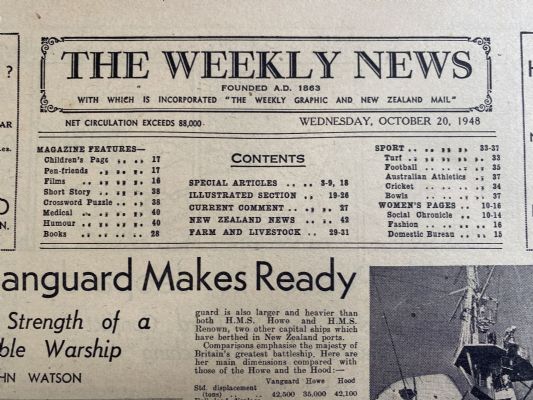 ?
THE WEEKLY NEWS
FOUNDED A.D. 1863
WITH WHICH IS INCORPORATED "THE WEEKLY GRAPHIC AND NEW ZEALAND MAIL"
NET CIRCULATION EXCEEDS 88,000.
WEDNESDAY, OCTOBER 20, 1948
MAGAZINE FEATURES—
Children's Page ,, ,, 17
Pen-friends ,, ,, ,, 17
Films .. ,, ,, ,, 16
Short Story .. ,, 38
Crossword Puzzle .. 38
Medical .. ,, ,, ,, 40
Humour .. ,, ,, ,, 40
Books .. ,, ,, .. 28
CONTENTS
SPECIAL ARTICLES .. .. 3-9, 18
ILLUSTRATED SECTION .. 19-26
CURRENT COMMENT .. ,, 27
NEW ZEALAND NEWS .. ,, 42
FARM AND LIVESTOCK .. 29-31
SPORT .. ,, ,, ,, 33-37
Turf .. ,, ,, ,, 33
Football .. .. ,, 35
Australian Athletics , 37
Cricket .. .. .. ,, 34
Bowls .. .. ,, ,, 37
WOMEN'S PAGES .. 10-16
Social Chronicle .. 10-14
Fashion .. .. ,, ,, 16
Domestic Bureau .. 15
anguard Makes Ready
Strength of a
ble Warship
HN WATSON
guard is also larger and heavier than
both H.M.S. Howe and H.M.S.
Renown, two other capital ships which
have berthed in New Zealand ports.
Comparisons emphasise the majesty of
Britain's greatest battleship. Here are
her main dimensions compared with
those of the Howe and the Hood:—
Vanguard Howe Hood
Std. displacement
(tons) .. .. 42,500 35,000 42,100